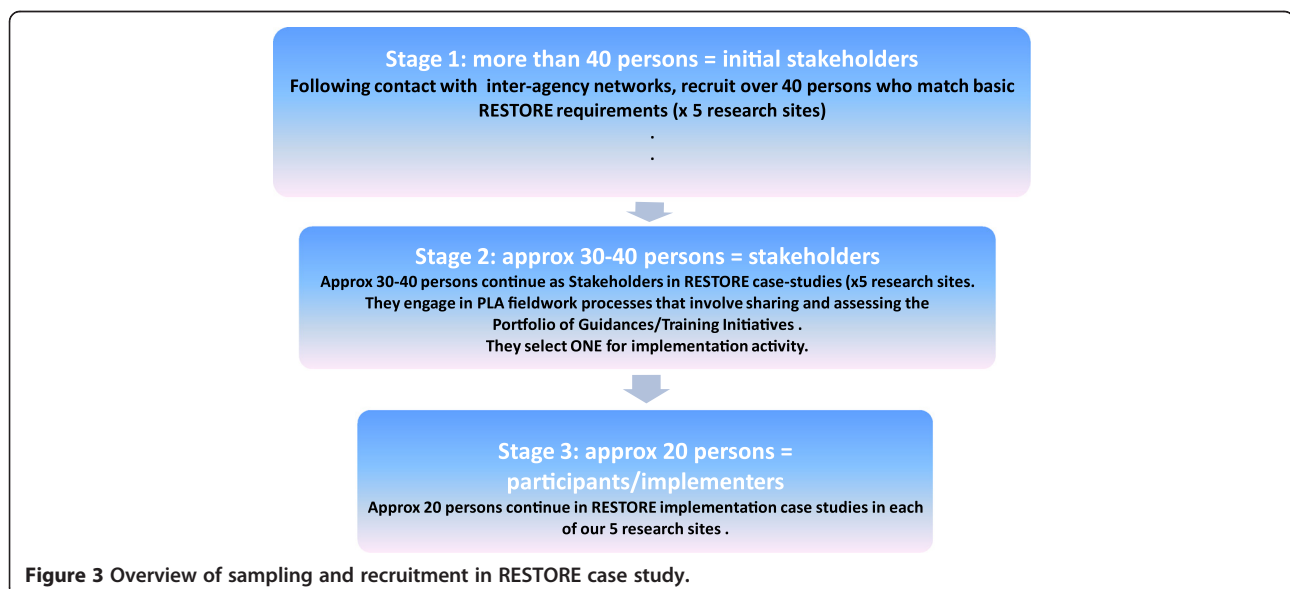 Stage 1: more than 40 persons = initial stakeholders
Following contact with inter-agency networks, recruit over 40 persons who match basic
RESTORE requirements (x 5 research sites)
.
.
Stage 2: approx 30-40 persons = stakeholders
Approx 30-40 persons continue as Stakeholders in RESTORE case-studies (x5 research sites.
They engage in PLA fieldwork processes that involve sharing and assessing the
Portfolio of Guidances/Training Initiatives .
They select ONE for implementation activity.
Stage 3: approx 20 persons =
participants/implementers
Approx 20 persons continue in RESTORE implementation case studies in each
of our 5 research sites .
Figure 3 Overview of sampling and recruitment in RESTORE case study.